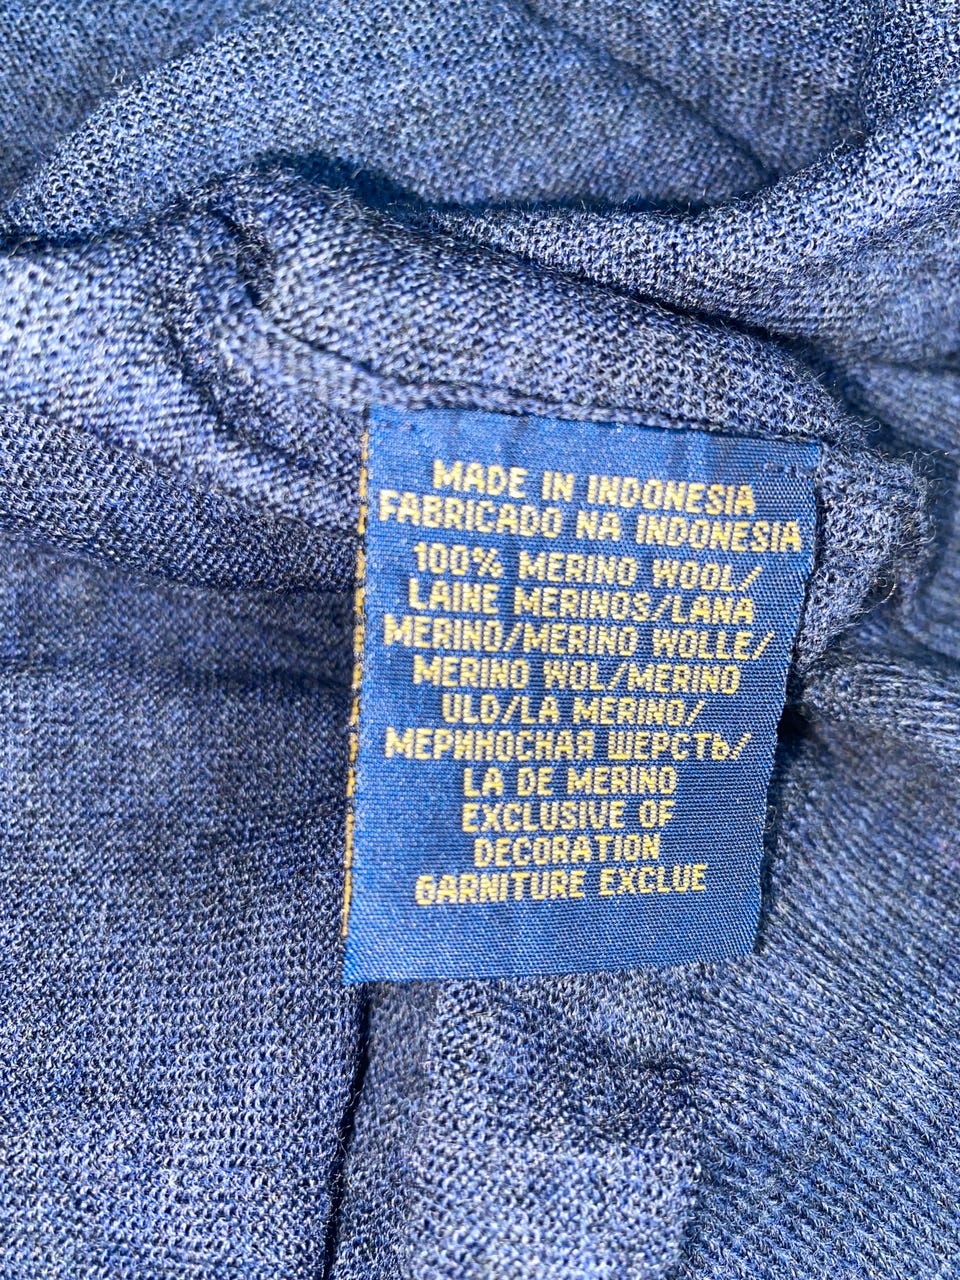 MADE IN INDONESIA
FABRICADO NA INDONESIA
100% MERINO WOOL/
LAINE MERINOS/LANA
MERINO/MERINO WOLLE/
MERINO WOL/MERINO
ULD/LA MERINO/
МЕРИНОСНАЯ ШЕРСТЬ/
LA DE MERINO
EXCLUSIVE OF
DECORATION
GARNITURE EXCLUE